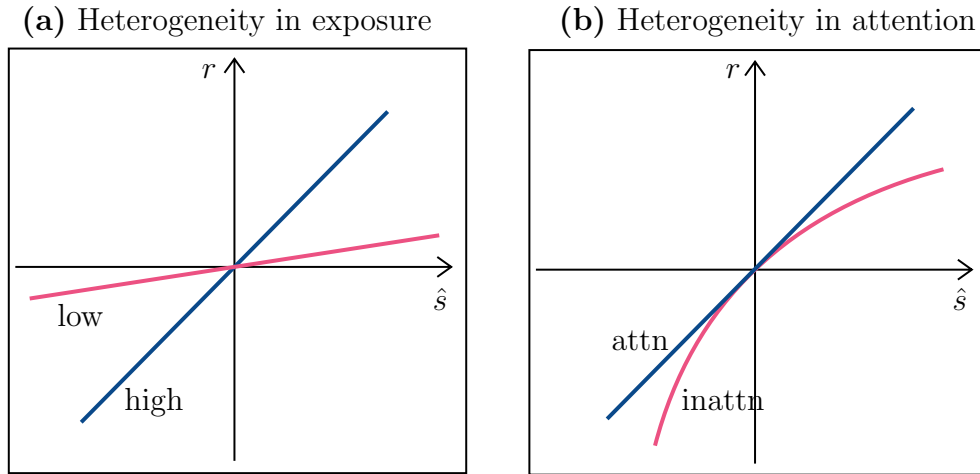 (a) Heterogeneity in exposure
r
ŝ
low
high
(b) Heterogeneity in attention
r
ŝ
attn
inattn